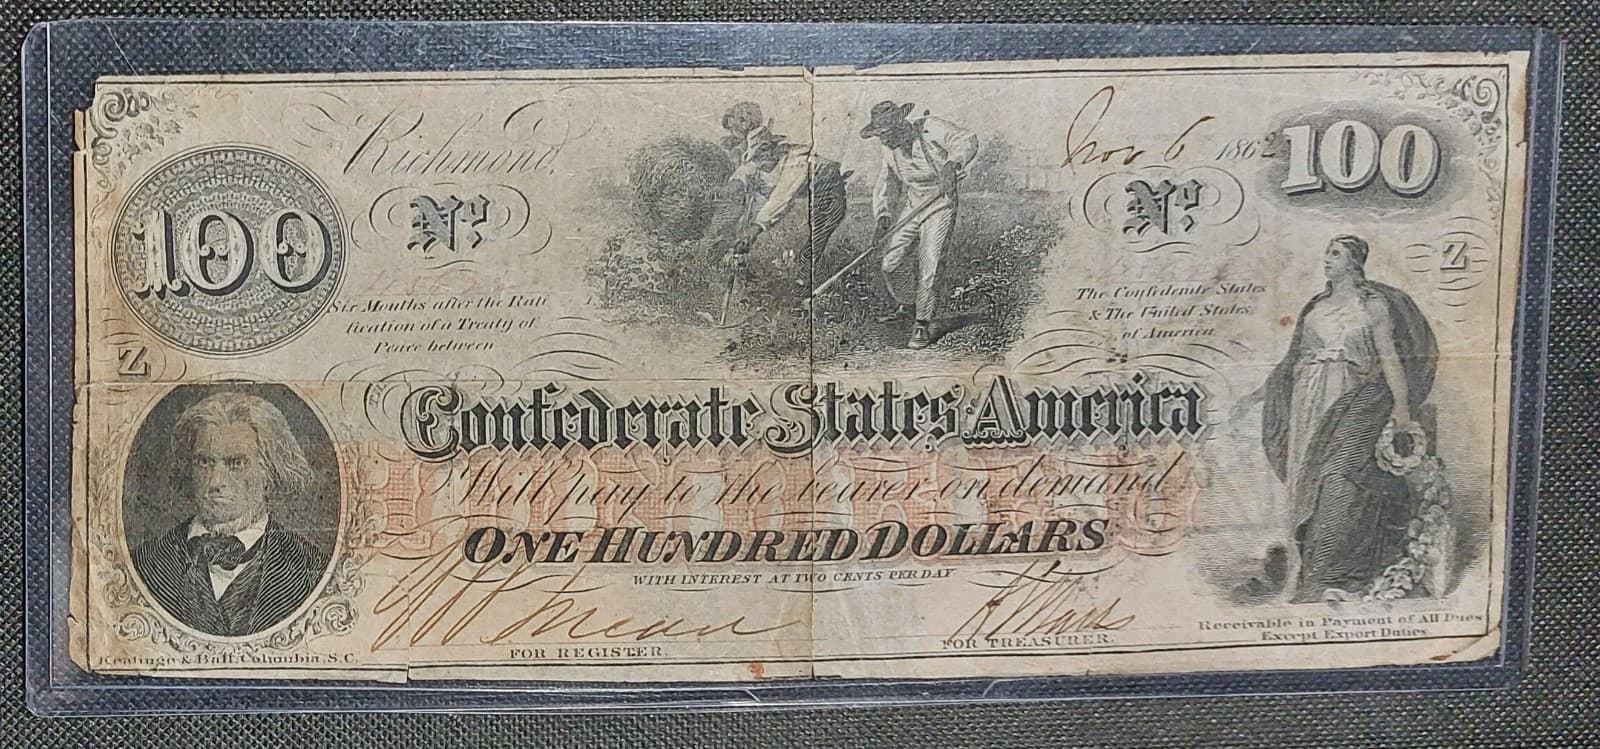 Richmond,
Nov 6 1862
100
100
No.
No.
Six Months after the Rati
fication of a Treaty of
Peace between
The Confederate States
& The United States
of America.
Z
Z
Confederate States America
Will pay to the bearer on demand
ONE HUNDRED DOLLARS
WITH INTEREST AT TWO CENTS PER DAY
FOR REGISTER.
FOR TREASURER.
Receivable in Payment of All Dues
Except Export Duties.
Keatinge & Ball, Columbia, S.C.